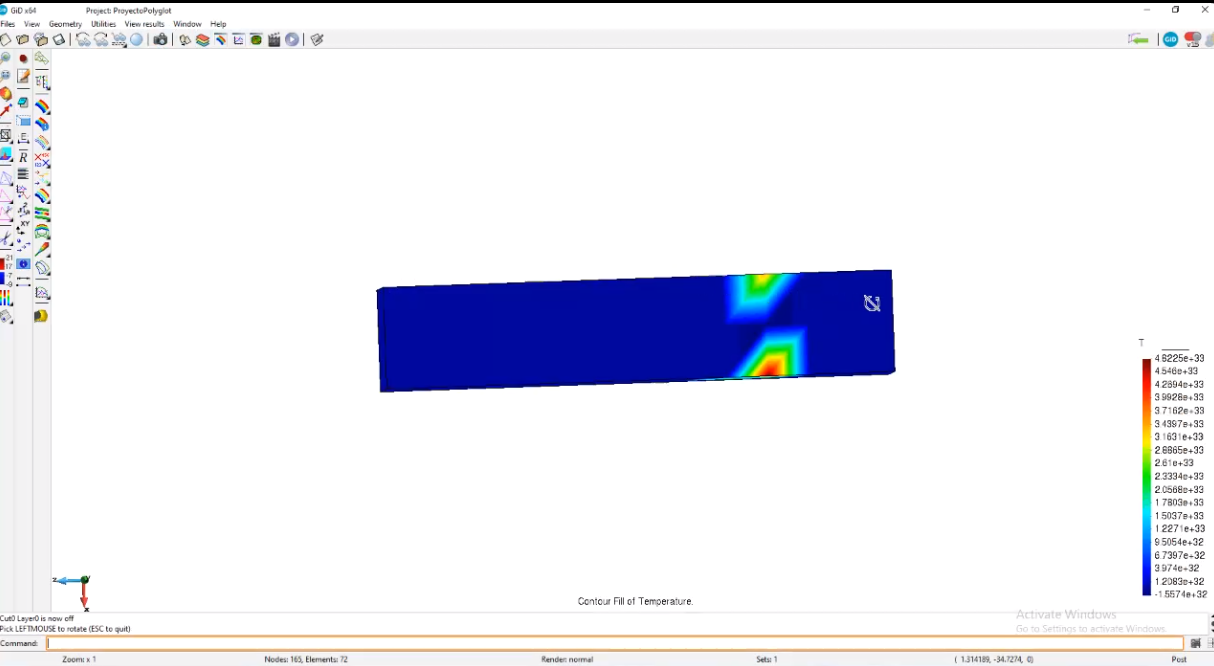 GiD x64 Project: ProyectoPolyglot
Files View Geometry Utilities View results Window Help
T
4.8225e+33
4.546e+33
4.2694e+33
3.9928e+33
3.7162e+33
3.4397e+33
3.1631e+33
2.8865e+33
2.61e+33
2.3334e+33
2.0568e+33
1.7803e+33
1.5037e+33
1.2271e+33
9.5054e+32
6.7397e+32
3.974e+32
1.2083e+32
-1.5574e+32
z
y
x
Contour Fill of Temperature.
Cut0 Layer0 is now off
Pick LEFTMOUSE to rotate (ESC to quit)
Activate Windows
Go to Settings to activate Windows.
Command:
Zoom: x 1 Nodes: 165, Elements: 72 Render: normal Sets: 1 ( 1.314189, -34.7274, 0) Post